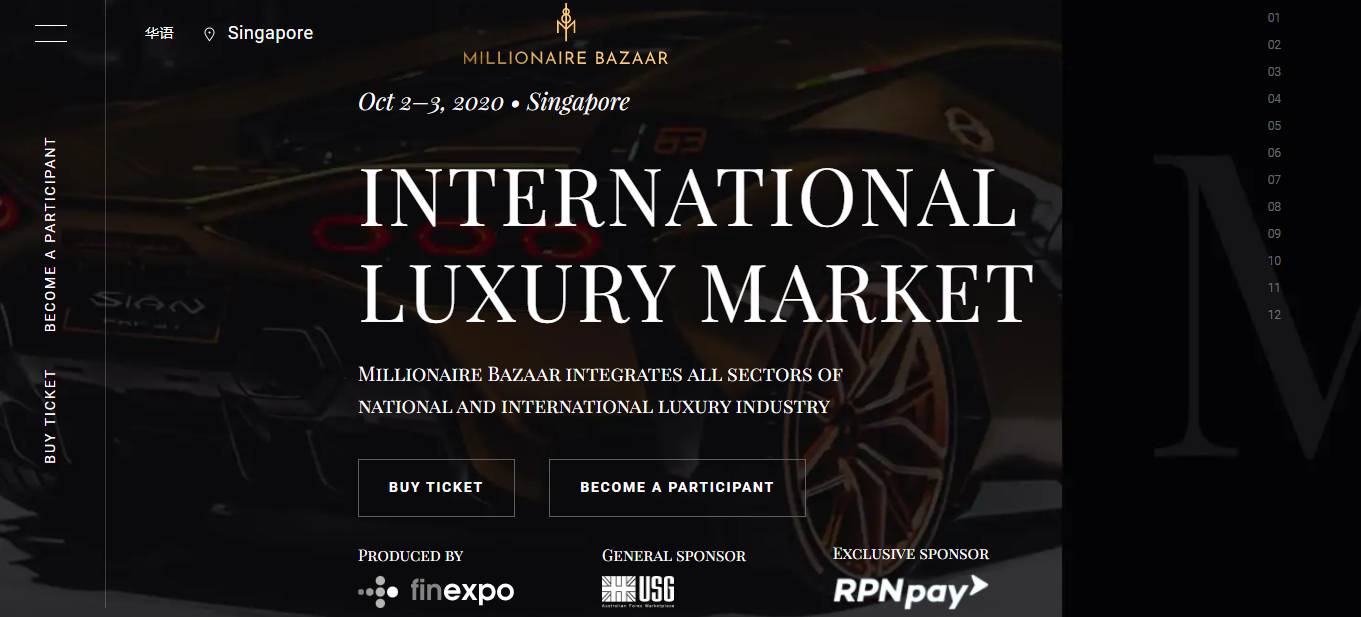 华语
Singapore
MILLIONAIRE BAZAAR
Oct 2–3, 2020 • Singapore
INTERNATIONAL
LUXURY MARKET
Millionaire Bazaar integrates all sectors of
national and international luxury industry
BUY TICKET
BECOME A PARTICIPANT
Produced by
General sponsor
Exclusive sponsor
finexpo
USG
Australian Forex Marketplace
RPNpay
BECOME A PARTICIPANT
BUY TICKET
63
SIAN
01
02
03
04
05
06
07
08
09
10
11
12
M